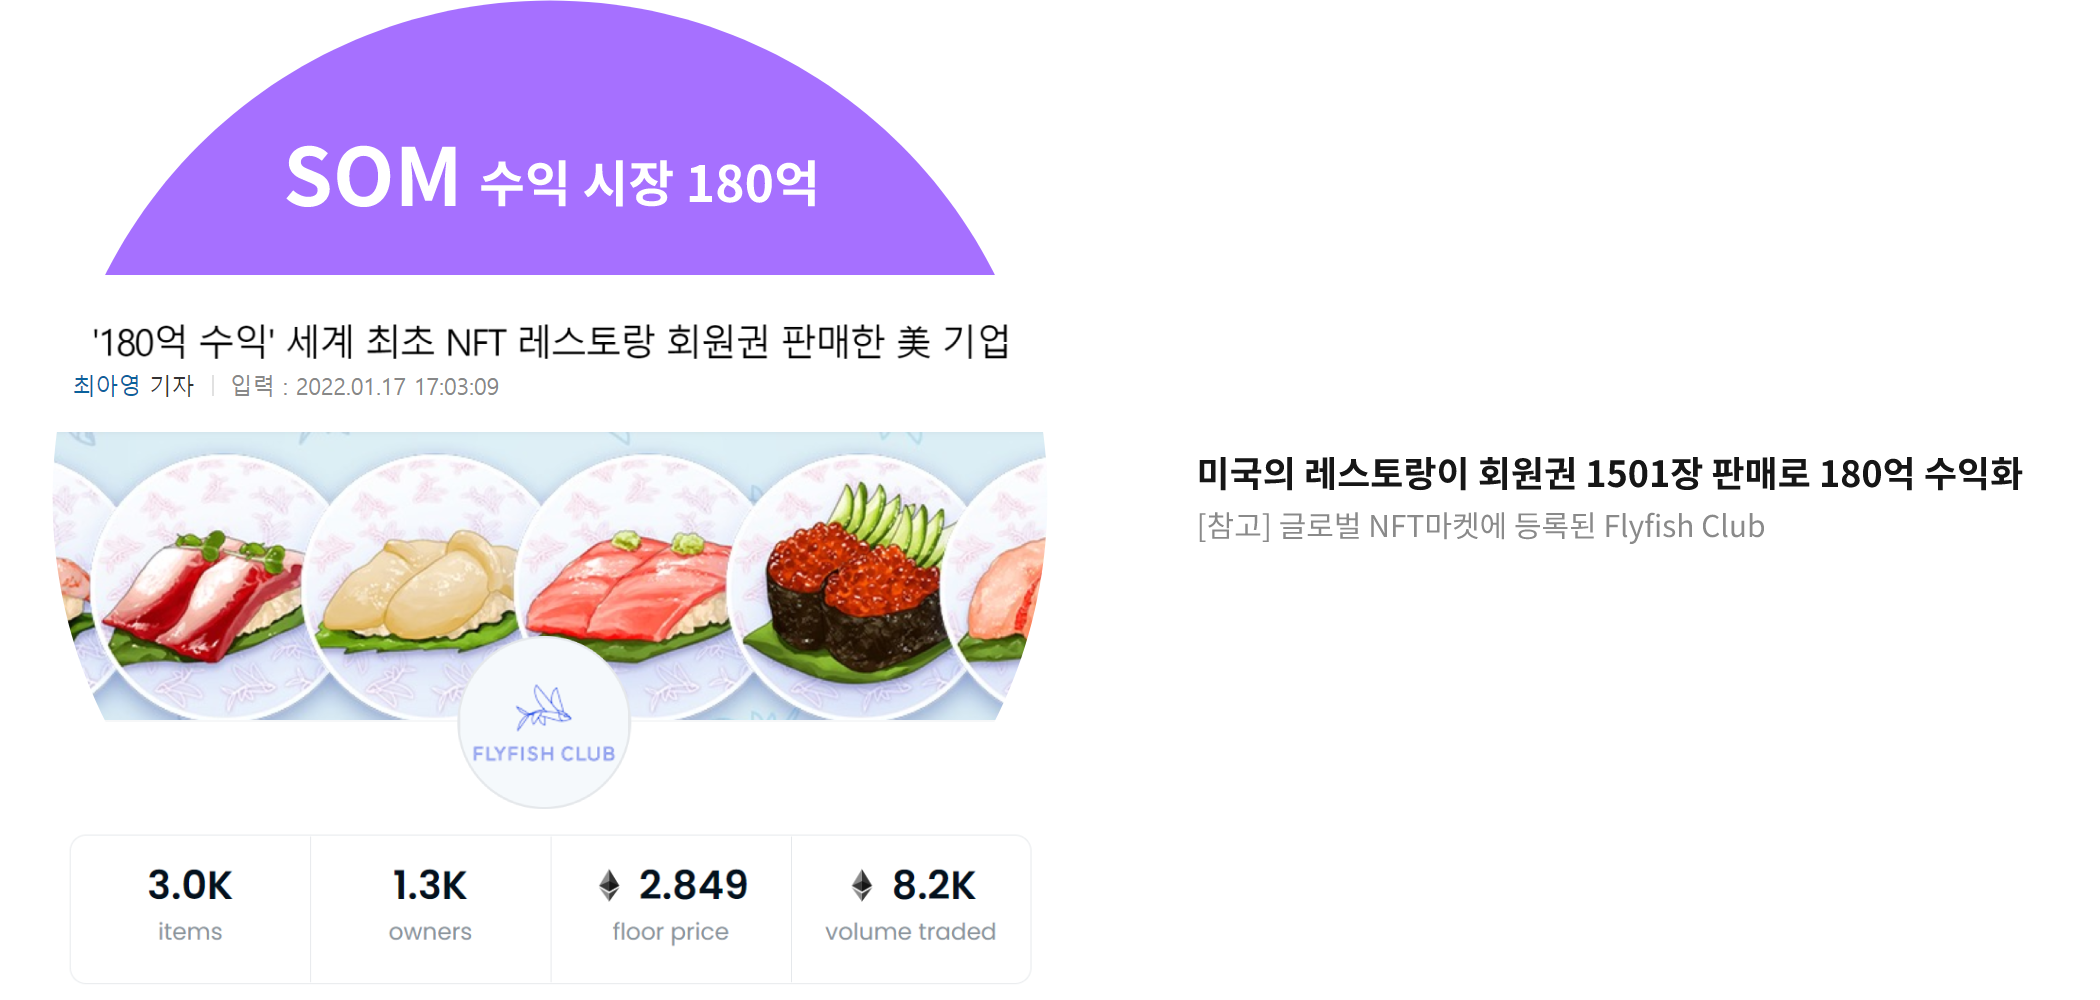 SOM 수익 시장 180억
'180억 수익' 세계 최초 NFT 레스토랑 회원권 판매한 美 기업
최아영 기자 | 입력 : 2022.01.17 17:03:09
미국의 레스토랑이 회원권 1501장 판매로 180억 수익화
[참고] 글로벌 NFT마켓에 등록된 Flyfish Club
FLYFISH CLUB
3.0K
items
1.3K
owners
2.849
floor price
8.2K
volume traded